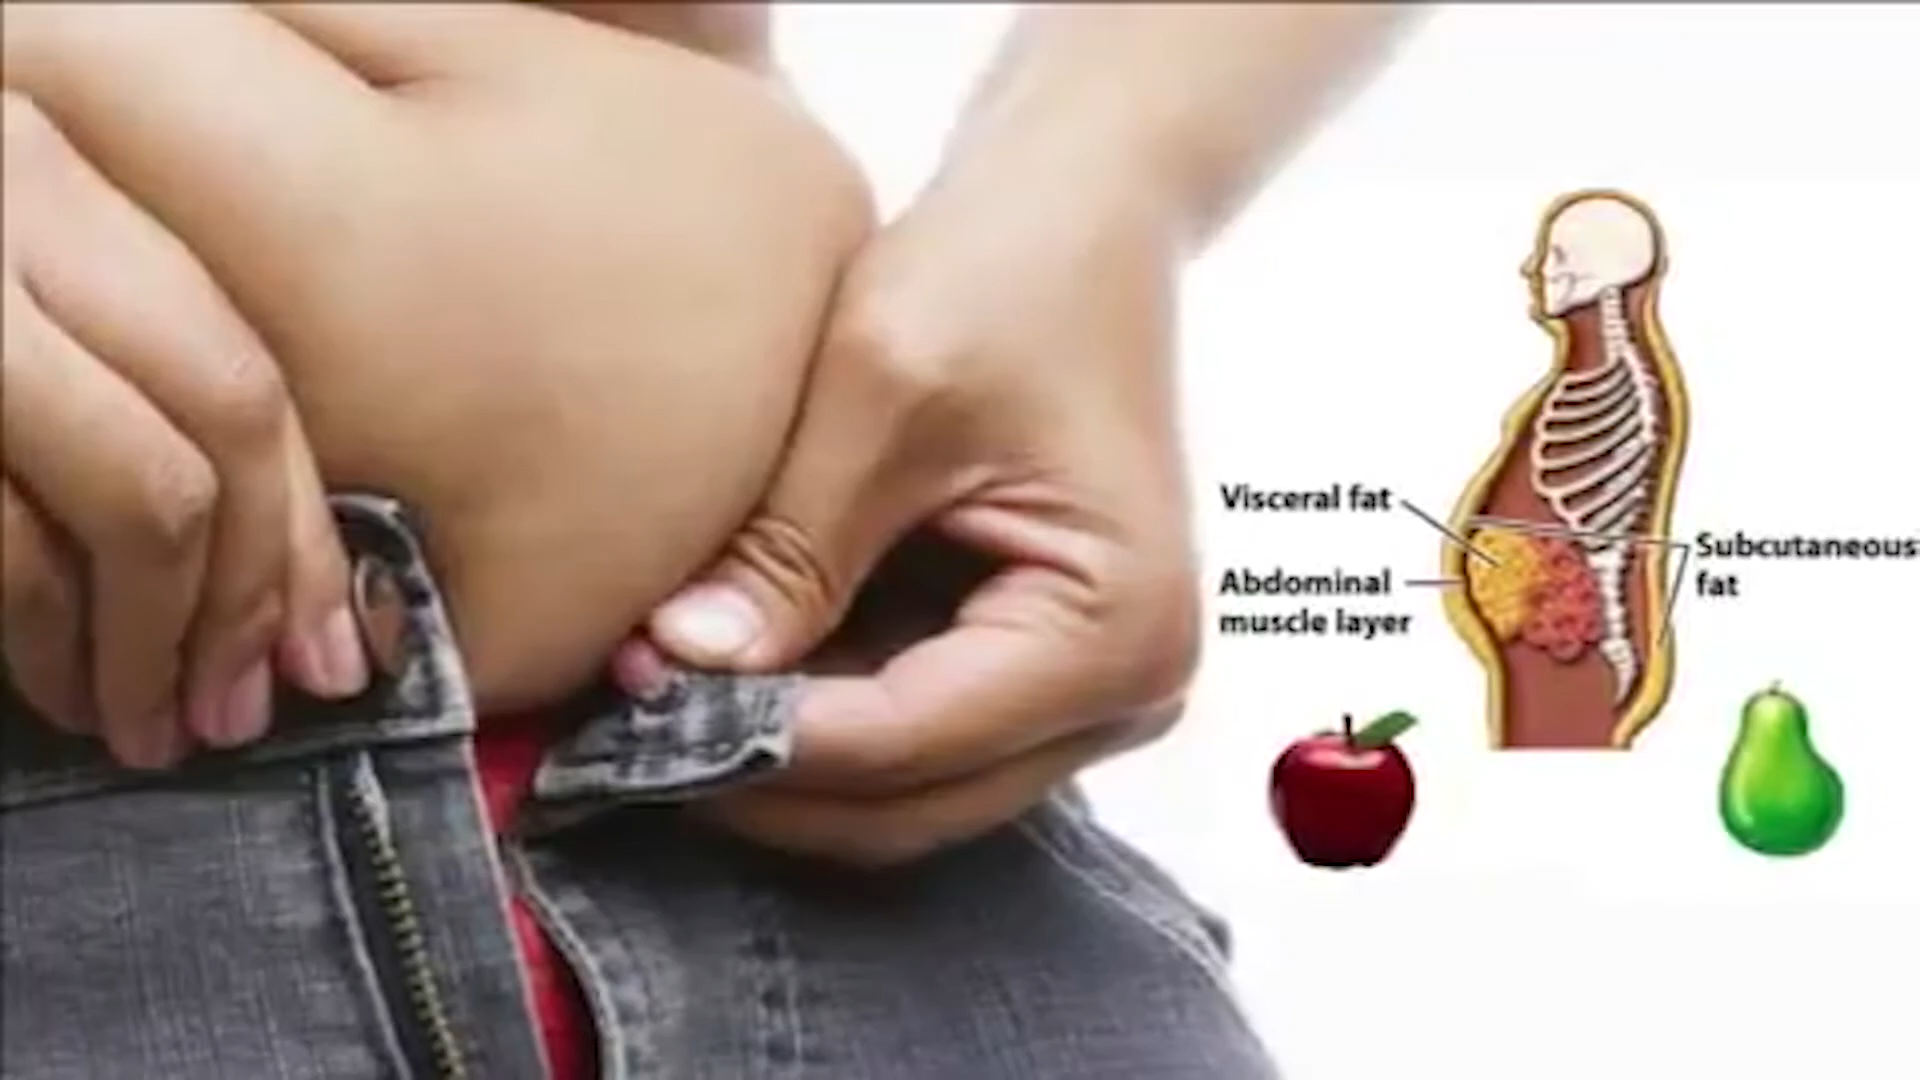 Visceral fat
Abdominal
muscle layer
Subcutaneous
fat